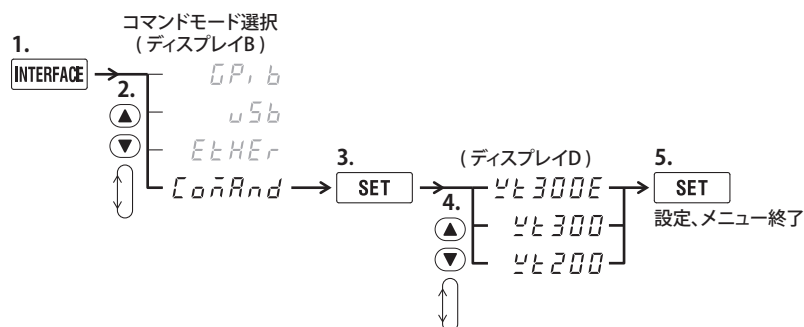 コマンドモード選択
( ディスプレイB )
1.
INTERFACE
2.
GPib
uSb
EtHEr
ComAnd
3.
SET
( ディスプレイD )
4.
Yt300E
Yt300
Yt200
5.
SET
設定、メニュー終了